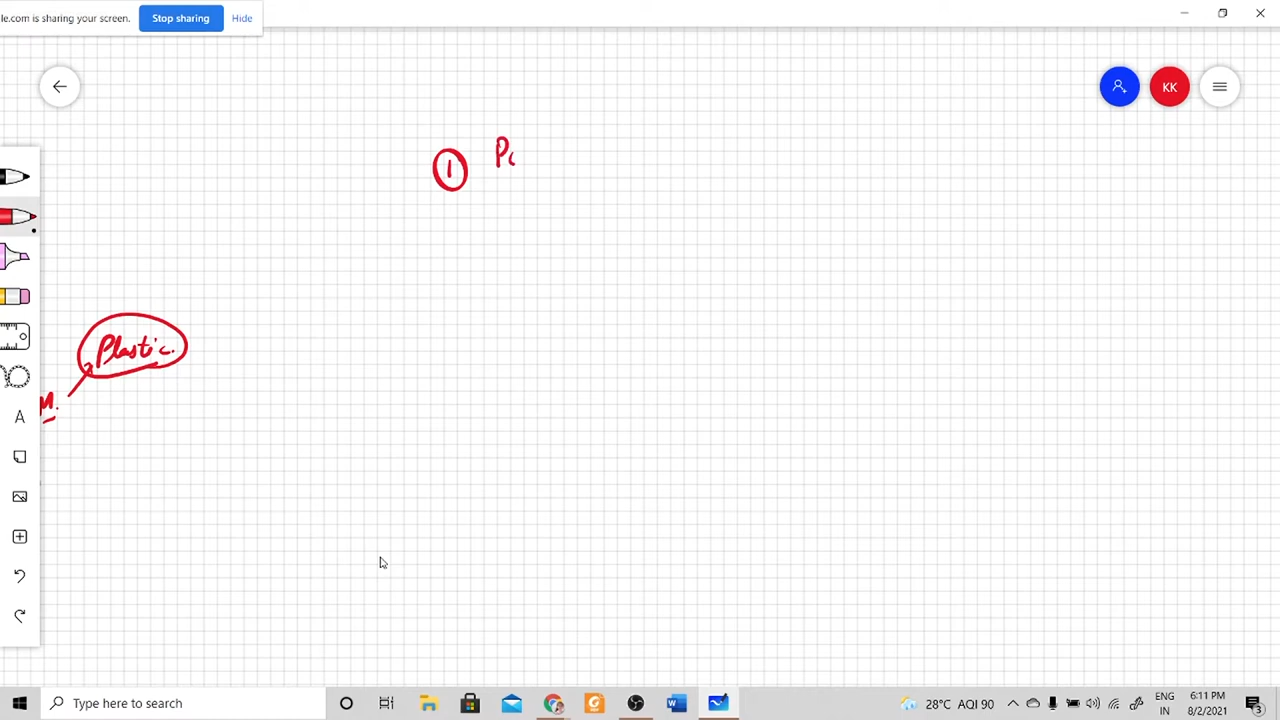 le.com is sharing your screen.
Stop sharing
Hide
KK
① P
Plastic.
M.
A
Type here to search
28°C AQI 90
ENG
IN
6:11 PM
8/2/2021
3